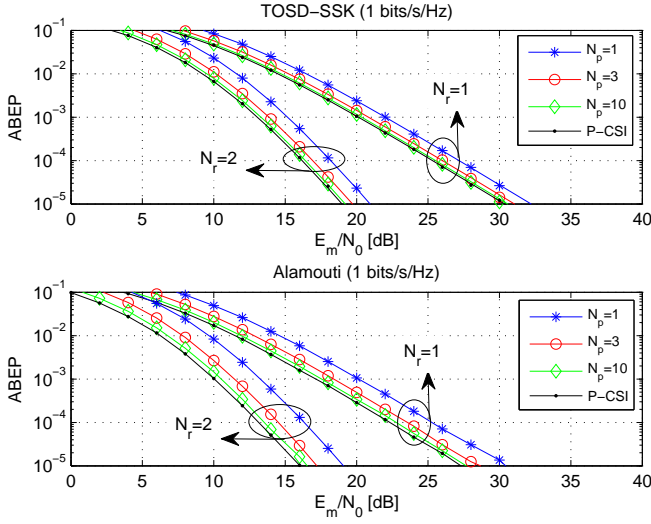 TOSD−SSK (1 bits/s/Hz)
10^-1
10^-2
10^-3
10^-4
10^-5
ABEP
N_r=1
N_r=2
N_p=1
N_p=3
N_p=10
P−CSI
0 5 10 15 20 25 30 35 40
E_m/N_0 [dB]
Alamouti (1 bits/s/Hz)
10^-1
10^-2
10^-3
10^-4
10^-5
ABEP
N_r=1
N_r=2
N_p=1
N_p=3
N_p=10
P−CSI
0 5 10 15 20 25 30 35 40
E_m/N_0 [dB]